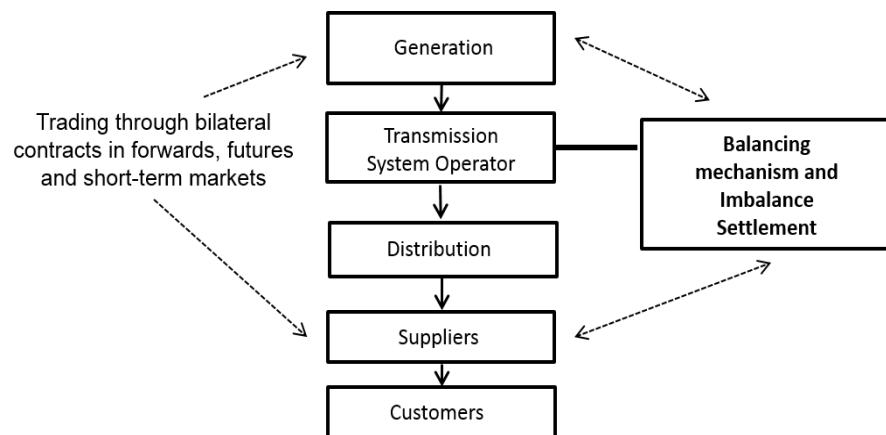 Generation
Trading through bilateral
contracts in forwards, futures
and short-term markets
Transmission
System Operator
Balancing
mechanism and
Imbalance
Settlement
Distribution
Suppliers
Customers